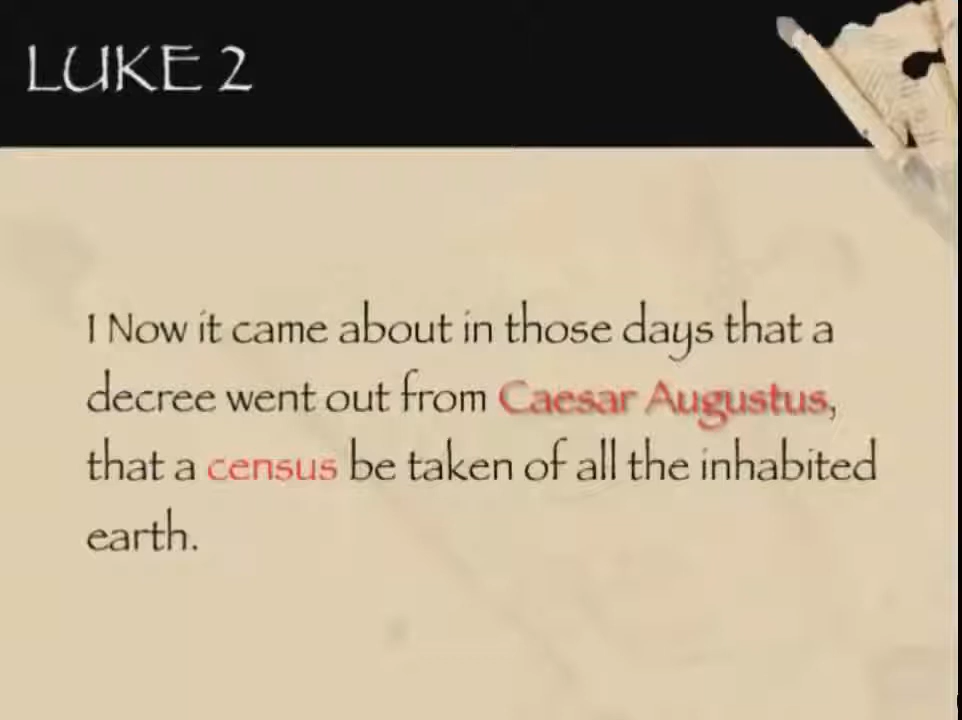 LUKE 2
1 Now it came about in those days that a
decree went out from Caesar Augustus,
that a census be taken of all the inhabited
earth.